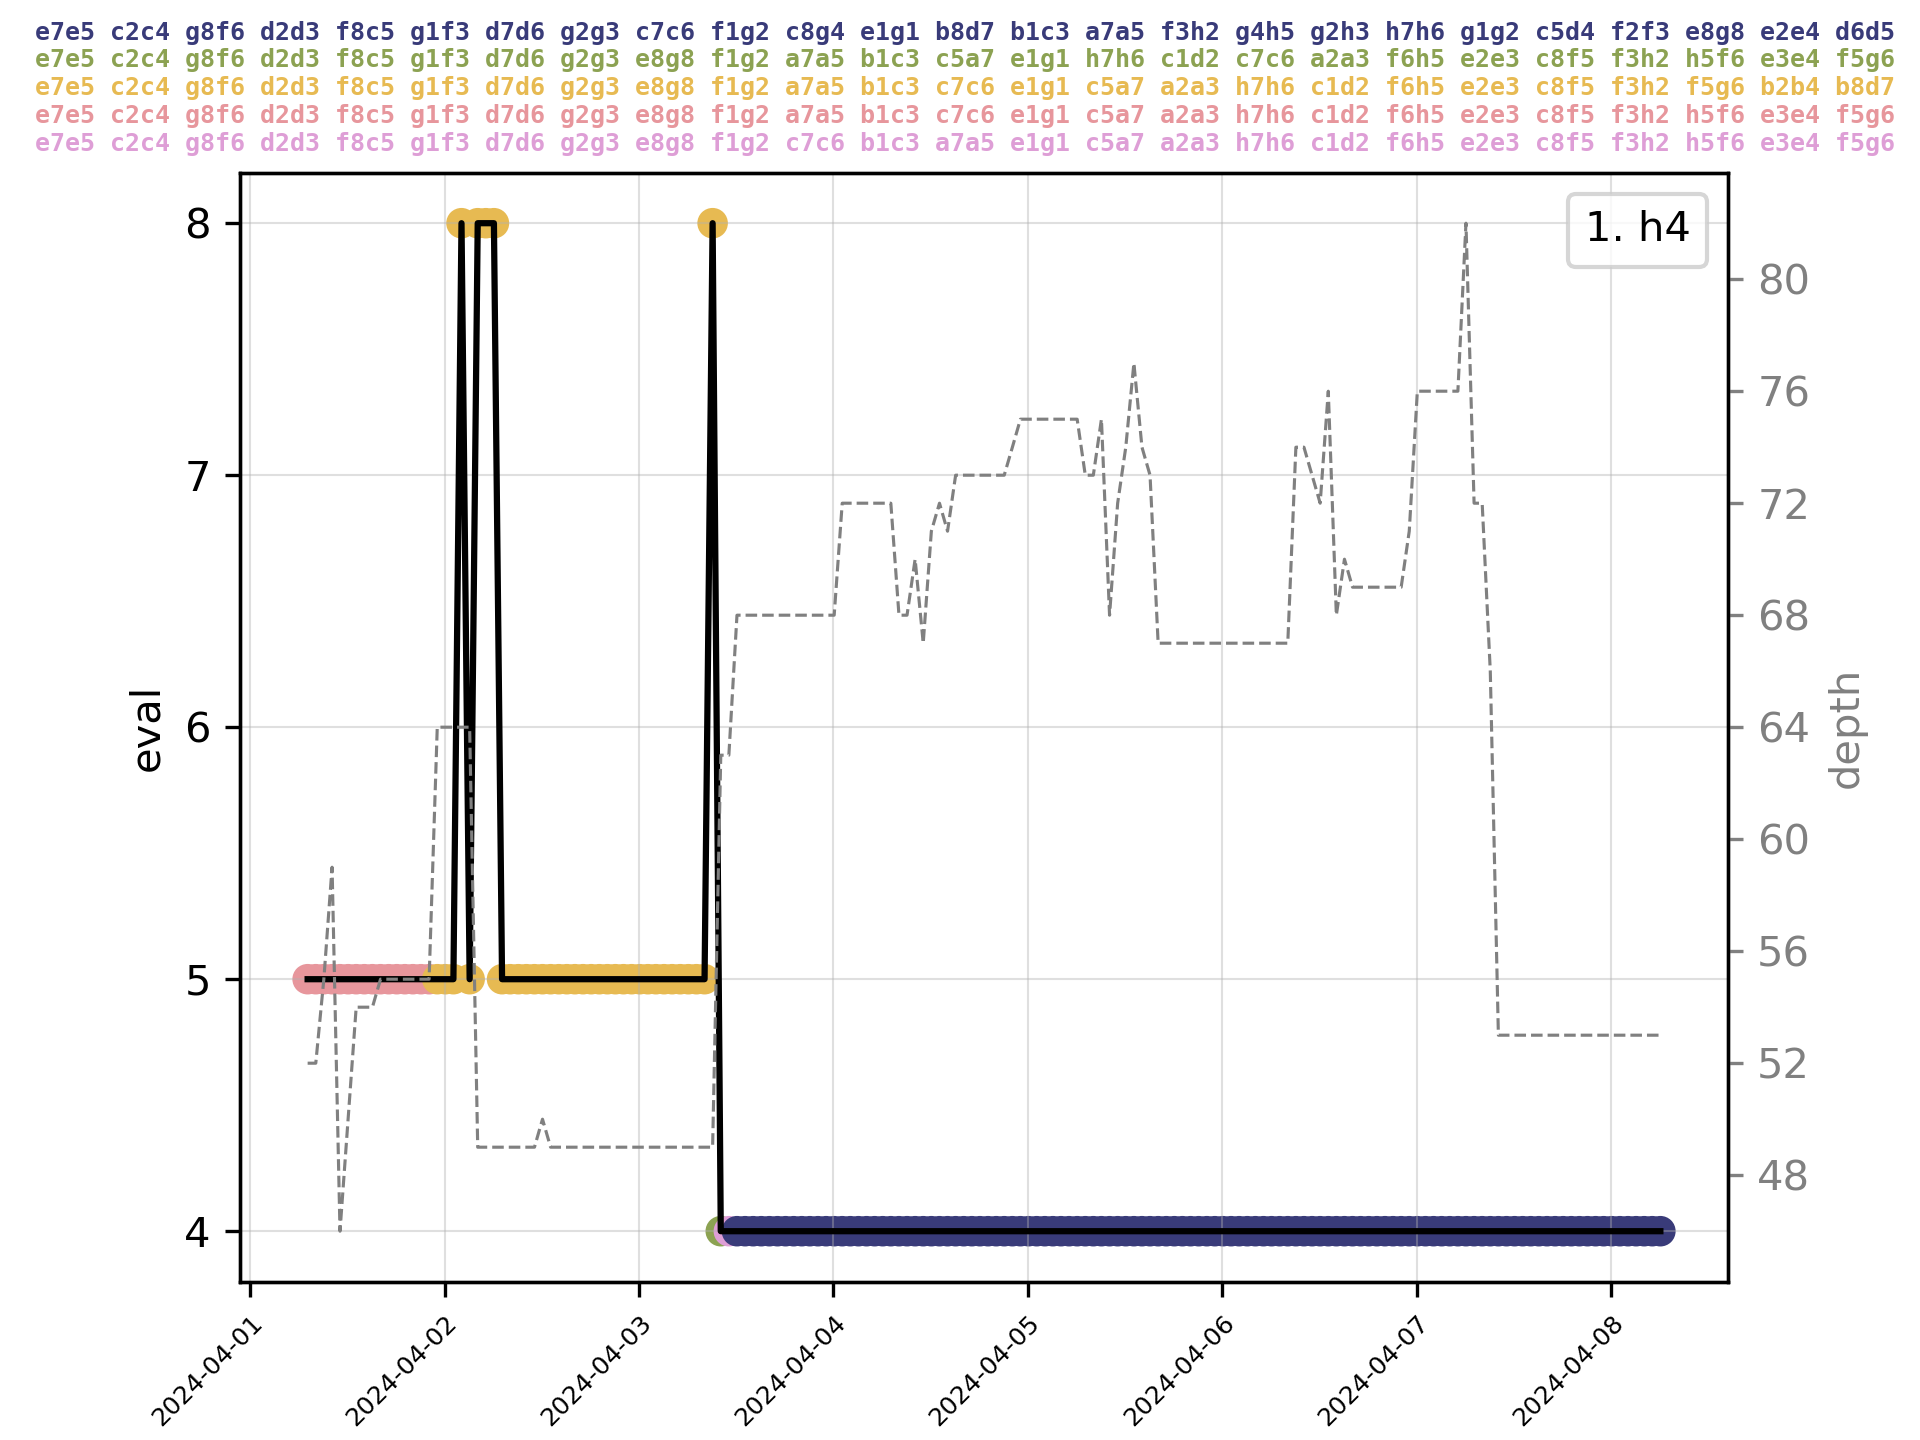 e7e5 c2c4 g8f6 d2d3 f8c5 g1f3 d7d6 g2g3 c7c6 f1g2 c8g4 e1g1 b8d7 b1c3 a7a5 f3h2 g4h5 g2h3 h7h6 g1g2 c5d4 f2f3 e8g8 e2e4 d6d5
e7e5 c2c4 g8f6 d2d3 f8c5 g1f3 d7d6 g2g3 e8g8 f1g2 a7a5 b1c3 c5a7 e1g1 h7h6 c1d2 c7c6 a2a3 f6h5 e2e3 c8f5 f3h2 h5f6 e3e4 f5g6
e7e5 c2c4 g8f6 d2d3 f8c5 g1f3 d7d6 g2g3 e8g8 f1g2 a7a5 b1c3 c7c6 e1g1 c5a7 a2a3 h7h6 c1d2 f6h5 e2e3 c8f5 f3h2 f5g6 b2b4 b8d7
e7e5 c2c4 g8f6 d2d3 f8c5 g1f3 d7d6 g2g3 e8g8 f1g2 a7a5 b1c3 c7c6 e1g1 c5a7 a2a3 h7h6 c1d2 f6h5 e2e3 c8f5 f3h2 h5f6 e3e4 f5g6
e7e5 c2c4 g8f6 d2d3 f8c5 g1f3 d7d6 g2g3 e8g8 f1g2 c7c6 b1c3 a7a5 e1g1 c5a7 a2a3 h7h6 c1d2 f6h5 e2e3 c8f5 f3h2 h5f6 e3e4 f5g6
1. h4
8
7
6
5
4
eval
80
76
72
68
64
60
56
52
48
depth
2024-04-01
2024-04-02
2024-04-03
2024-04-04
2024-04-05
2024-04-06
2024-04-07
2024-04-08